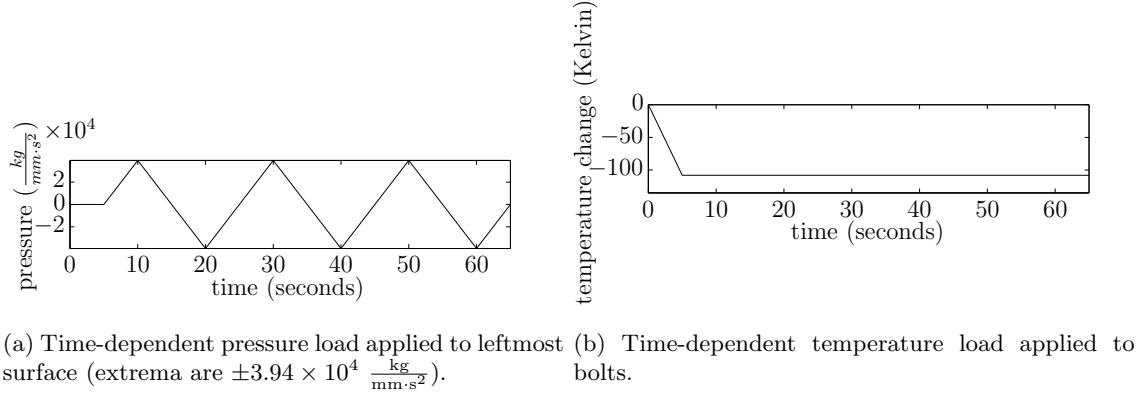 pressure (kg/mm·s²)
×10⁴
2
0
−2
0 10 20 30 40 50 60
time (seconds)
temperature change (Kelvin)
0
−50
−100
0 10 20 30 40 50 60
time (seconds)
(a) Time-dependent pressure load applied to leftmost
surface (extrema are ±3.94 × 10⁴ kg/mm·s²).
(b) Time-dependent temperature load applied to
bolts.